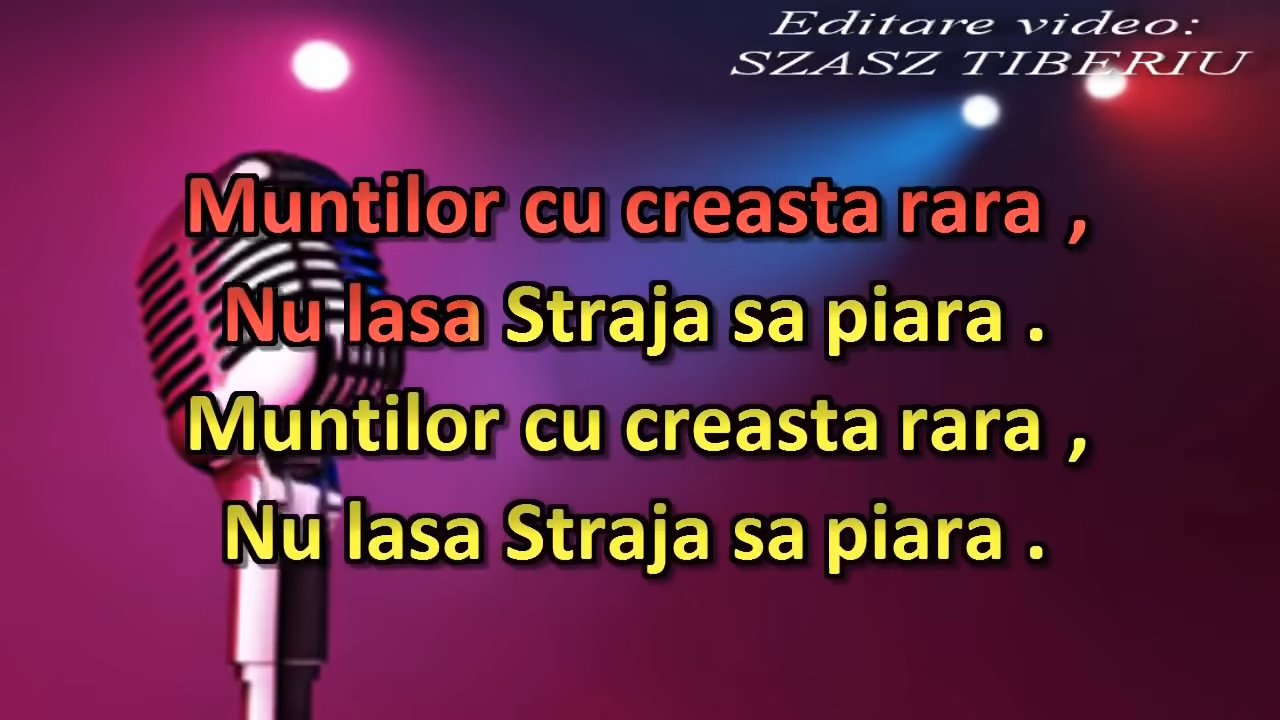 Editare video:
SZASZ TIBERIU
Muntilor cu creasta rara ,
Nu lasa Straja sa piara .
Muntilor cu creasta rara ,
Nu lasa Straja sa piara .